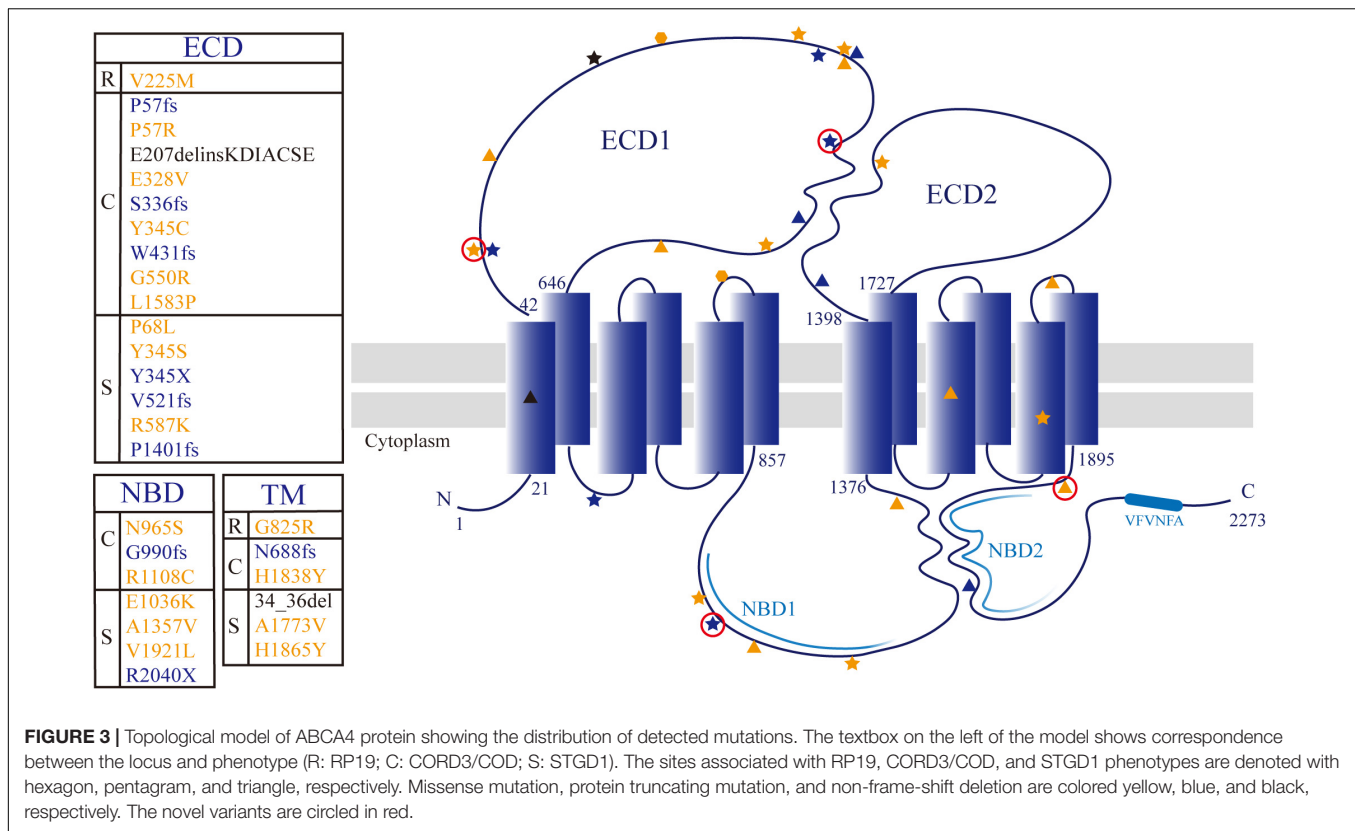 ECD
R
V225M
C
P57fs
P57R
E207delinsKDIACSE
E328V
S336fs
Y345C
W431fs
G550R
L1583P
S
P68L
Y345S
Y345X
V521fs
R587K
P1401fs
NBD
C
N965S
G990fs
R1108C
S
E1036K
A1357V
V1921L
R2040X
TM
R
G825R
C
N688fs
H1838Y
S
34_36del
A1773V
H1865Y
ECD1
ECD2
646
42
1727
1398
Cytoplasm
857
1895
21
1376
N
1
C
2273
VFVNFA
NBD1
NBD2
FIGURE 3 | Topological model of ABCA4 protein showing the distribution of detected mutations. The textbox on the left of the model shows correspondence
between the locus and phenotype (R: RP19; C: CORD3/COD; S: STGD1). The sites associated with RP19, CORD3/COD, and STGD1 phenotypes are denoted with
hexagon, pentagram, and triangle, respectively. Missense mutation, protein truncating mutation, and non-frame-shift deletion are colored yellow, blue, and black,
respectively. The novel variants are circled in red.